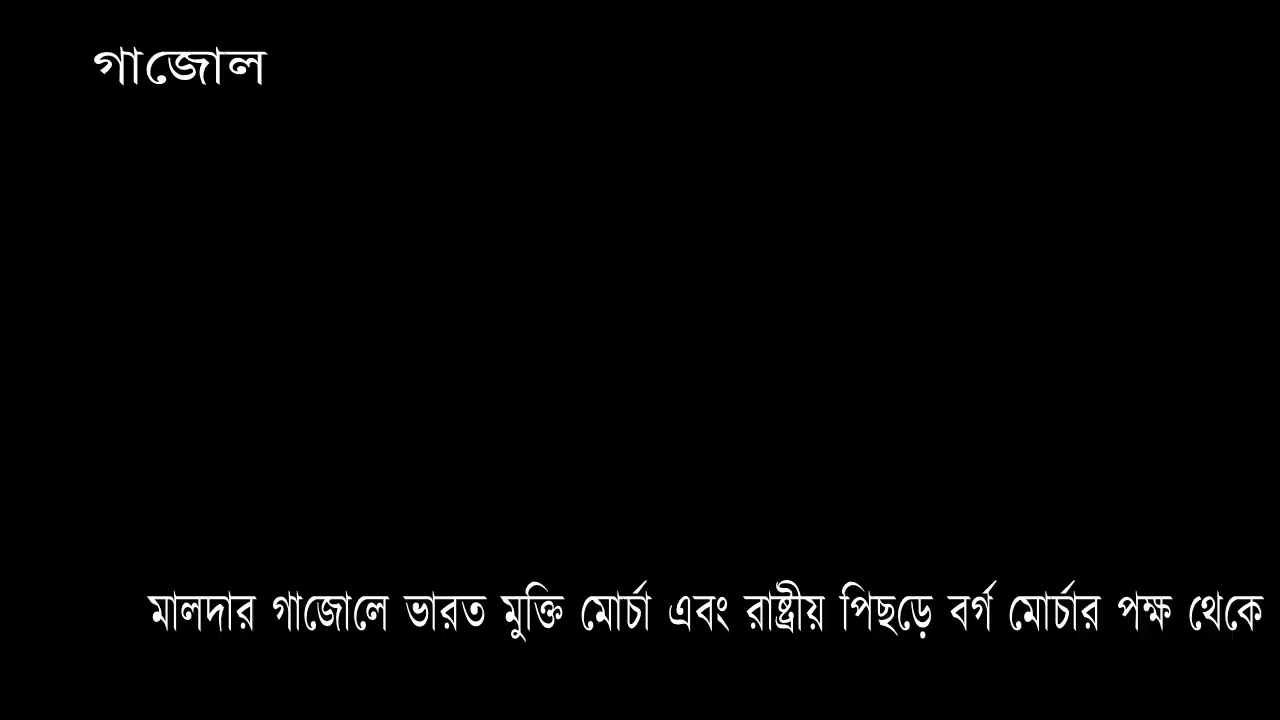 গাজোল
মালদার গাজোলে ভারত মুক্তি মোর্চা এবং রাষ্ট্রীয় পিছড়ে বর্গ মোর্চার পক্ষ থেকে